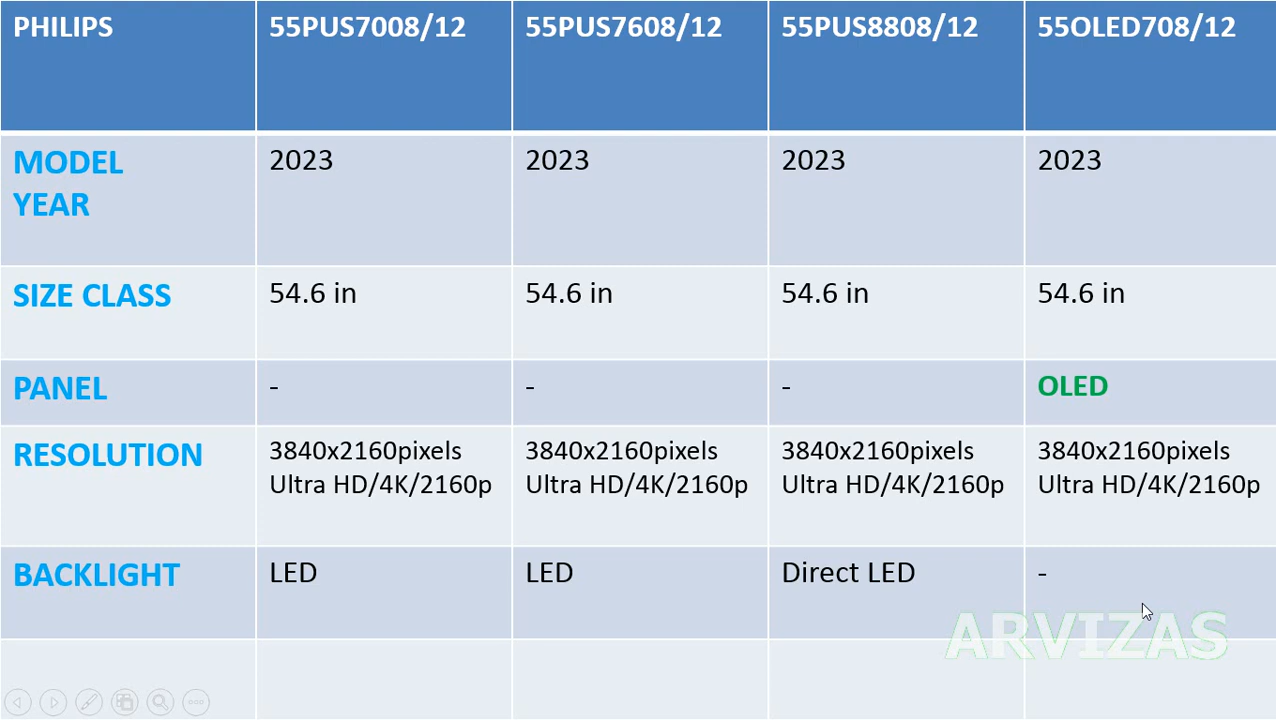 PHILIPS 55PUS7008/12 55PUS7608/12 55PUS8808/12 55OLED708/12
MODEL YEAR 2023 2023 2023 2023
SIZE CLASS 54.6 in 54.6 in 54.6 in 54.6 in
PANEL - - - OLED
RESOLUTION 3840x2160pixels 3840x2160pixels 3840x2160pixels 3840x2160pixels
Ultra HD/4K/2160p Ultra HD/4K/2160p Ultra HD/4K/2160p Ultra HD/4K/2160p
BACKLIGHT LED LED Direct LED -
ARVIZAS